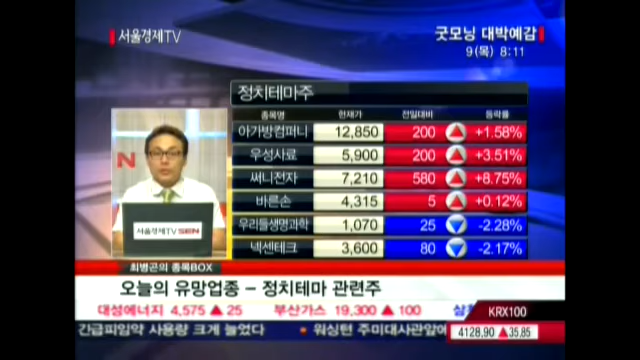 서울경제TV
굿모닝 대박예감
9(목) 8:11
정치테마주
종목명 현재가 전일대비 등락률
아가방컴퍼니 12,850 200 ▲ +1.58%
우성사료 5,900 200 ▲ +3.51%
써니전자 7,210 580 ▲ +8.75%
바른손 4,315 5 ▲ +0.12%
우리들생명과학 1,070 25 ▼ -2.28%
넥센테크 3,600 80 ▼ -2.17%
N
서울경제TV SEN
최병곤의 종목BOX
오늘의 유망업종 – 정치테마 관련주
대성에너지 4,575 ▲ 25 부산가스 19,300 ▲ 100
KRX100
긴급피임약 사용량 크게 늘었다 워싱턴 주미대사관앞에
4128.90 ▲35.85